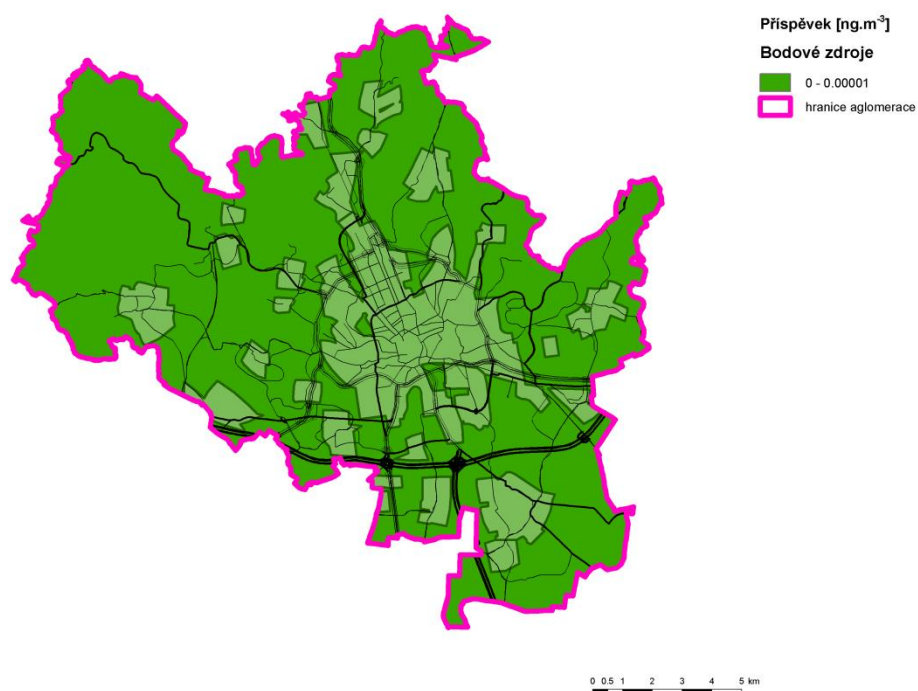 Příspěvek [ng.m-3]
Bodové zdroje
0 - 0.00001
hranice aglomerace
0 0.5 1 2 3 4 5 km